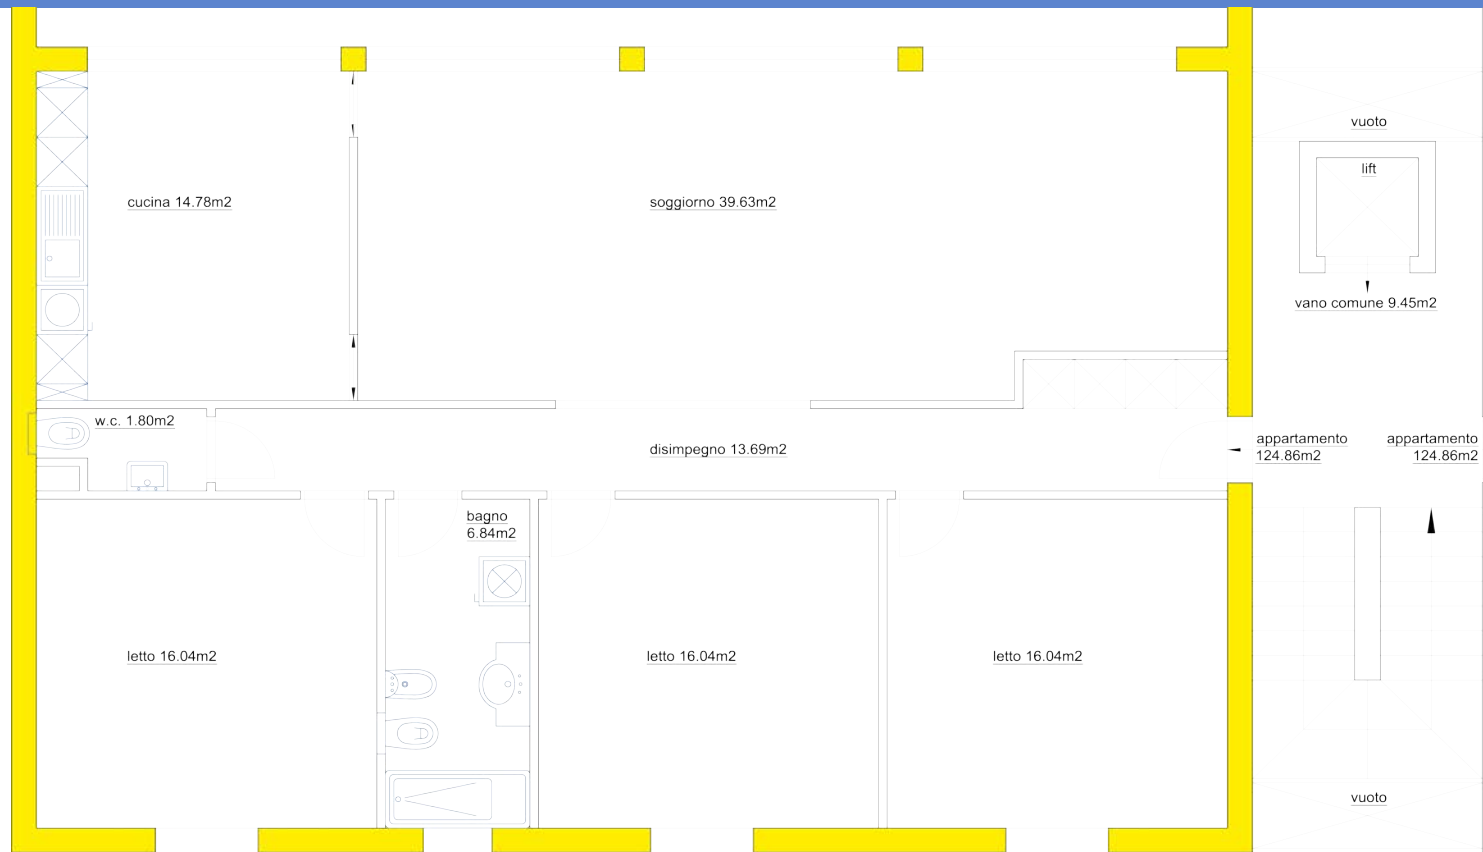 vuoto
lift
cucina 14.78m2
soggiorno 39.63m2
vano comune 9.45m2
w.c. 1.80m2
disimpegno 13.69m2
appartamento
124.86m2
appartamento
124.86m2
bagno
6.84m2
letto 16.04m2
letto 16.04m2
letto 16.04m2
vuoto